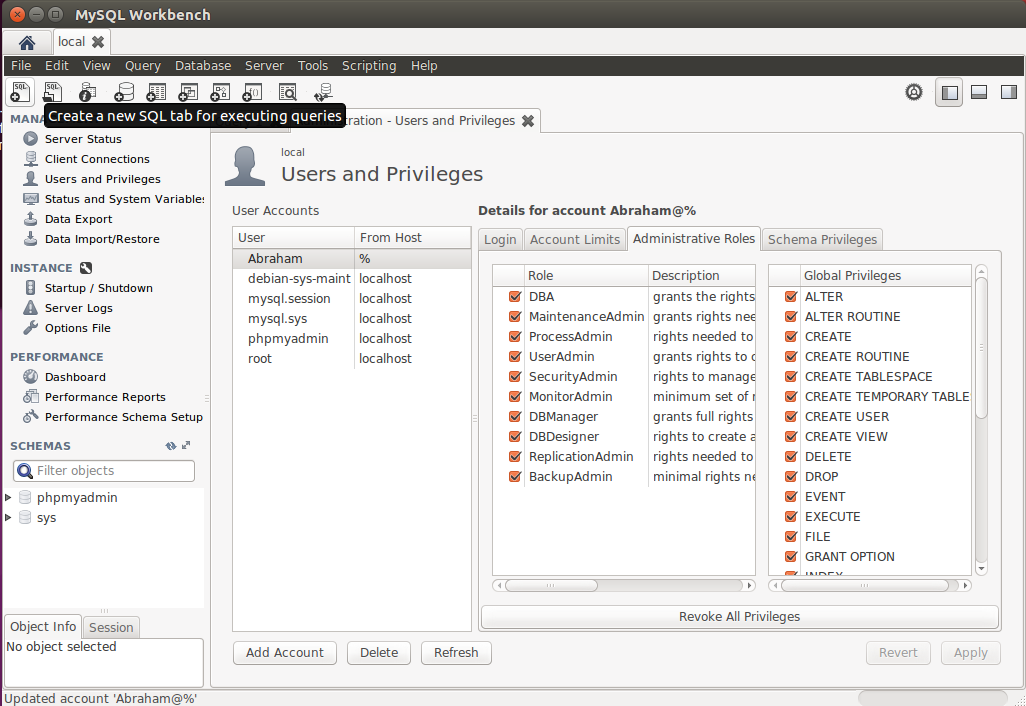 MySQL Workbench
local
File Edit View Query Database Server Tools Scripting Help
Create a new SQL tab for executing queries
tration - Users and Privileges
Server Status
Client Connections
Users and Privileges
Status and System Variables
Data Export
Data Import/Restore
INSTANCE
Startup / Shutdown
Server Logs
Options File
PERFORMANCE
Dashboard
Performance Reports
Performance Schema Setup
SCHEMAS
Filter objects
phpmyadmin
sys
Object Info Session
No object selected
local
Users and Privileges
User Accounts
User From Host
Abraham %
debian-sys-maint localhost
mysql.session localhost
mysql.sys localhost
phpmyadmin localhost
root localhost
Add Account Delete Refresh
Details for account Abraham@%
Login Account Limits Administrative Roles Schema Privileges
Role Description
DBA grants the rights
MaintenanceAdmin grants rights nee
ProcessAdmin rights needed to
UserAdmin grants rights to c
SecurityAdmin rights to manage
MonitorAdmin minimum set of r
DBManager grants full rights
DBDesigner rights to create a
ReplicationAdmin rights needed to
BackupAdmin minimal rights ne
Global Privileges
ALTER
ALTER ROUTINE
CREATE
CREATE ROUTINE
CREATE TABLESPACE
CREATE TEMPORARY TABLE
CREATE USER
CREATE VIEW
DELETE
DROP
EVENT
EXECUTE
FILE
GRANT OPTION
INDEX
Revoke All Privileges
Revert Apply
Updated account 'Abraham@%'